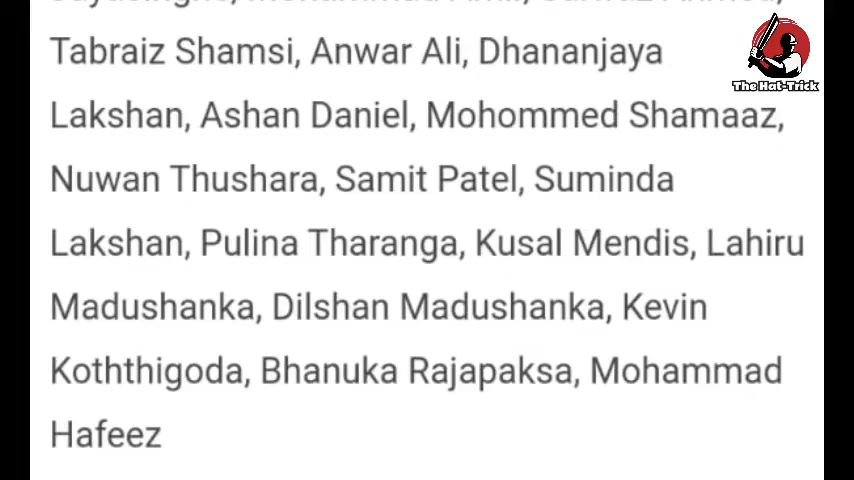 Tabraiz Shamsi, Anwar Ali, Dhananjaya
Lakshan, Ashan Daniel, Mohommed Shamaaz,
Nuwan Thushara, Samit Patel, Suminda
Lakshan, Pulina Tharanga, Kusal Mendis, Lahiru
Madushanka, Dilshan Madushanka, Kevin
Koththigoda, Bhanuka Rajapaksa, Mohammad
Hafeez
The Hat-Trick